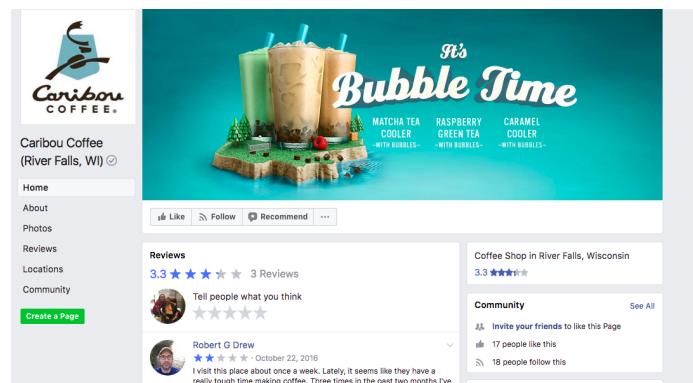 Caribou
COFFEE®
Caribou Coffee
(River Falls, WI)
Home
About
Photos
Reviews
Locations
Community
Create a Page
It's
Bubble Time
MATCHA TEA
COOLER
-WITH BUBBLES-
RASPBERRY
GREEN TEA
-WITH BUBBLES-
CARAMEL
COOLER
-WITH BUBBLES-
Like
Follow
Recommend
...
Reviews
3.3
3 Reviews
Tell people what you think
Robert G Drew
· October 22, 2016
I visit this place about once a week. Lately, it seems like they have a
really tough time making coffee. Three times in the past two months I've
Coffee Shop in River Falls, Wisconsin
3.3
Community
See All
Invite your friends to like this Page
17 people like this
18 people follow this